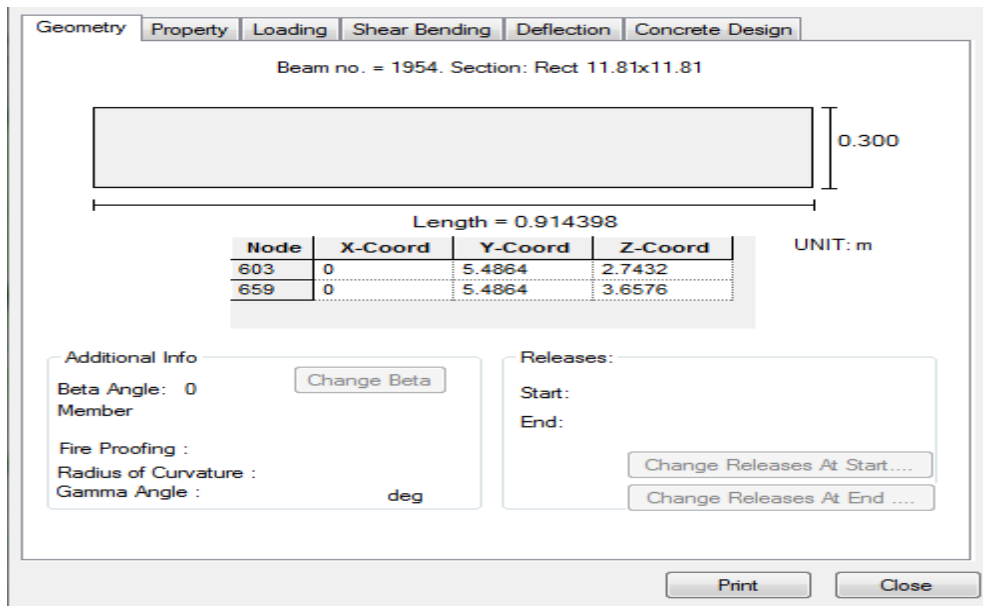 Geometry Property Loading Shear Bending Deflection Concrete Design
Beam no. = 1954. Section: Rect 11.81x11.81
0.300
Length = 0.914398
UNIT: m
Node X-Coord Y-Coord Z-Coord
603 0 5.4864 2.7432
659 0 5.4864 3.6576
Additional Info
Beta Angle: 0 Change Beta
Member
Fire Proofing :
Radius of Curvature :
Gamma Angle : deg
Releases:
Start:
End:
Change Releases At Start....
Change Releases At End ....
Print Close